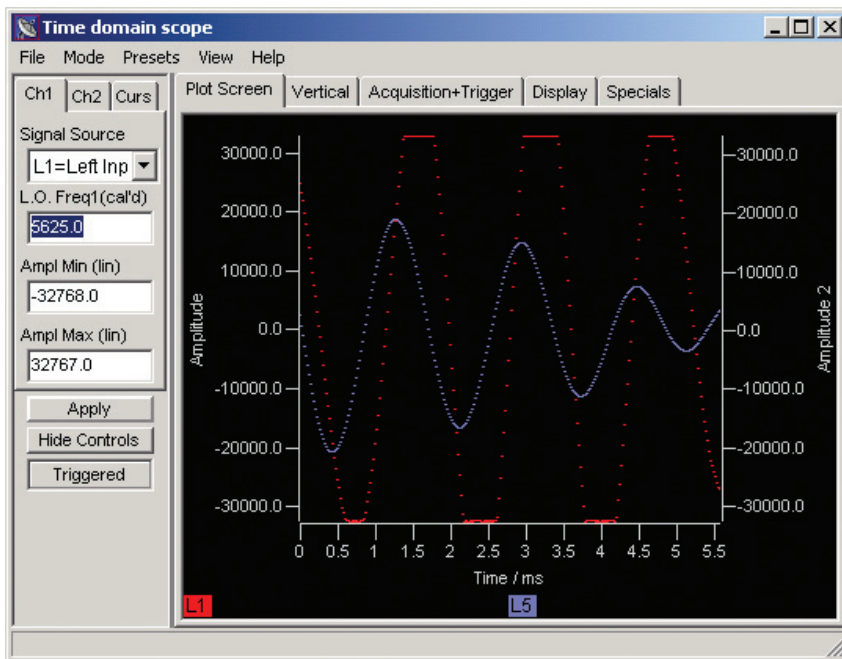 Time domain scope
File Mode Presets View Help
Ch1 Ch2 Curs
Signal Source
L1=Left Inp
L.O. Freq1(cal'd)
5625.0
Ampl Min (lin)
-32768.0
Ampl Max (lin)
32767.0
Apply
Hide Controls
Triggered
Plot Screen Vertical Acquisition+Trigger Display Specials
30000.0
20000.0
10000.0
0.0
-10000.0
-20000.0
-30000.0
Amplitude
30000.0
20000.0
10000.0
0.0
-10000.0
-20000.0
-30000.0
Amplitude 2
0 0.5 1 1.5 2 2.5 3 3.5 4 4.5 5 5.5
Time / ms
L1 L5